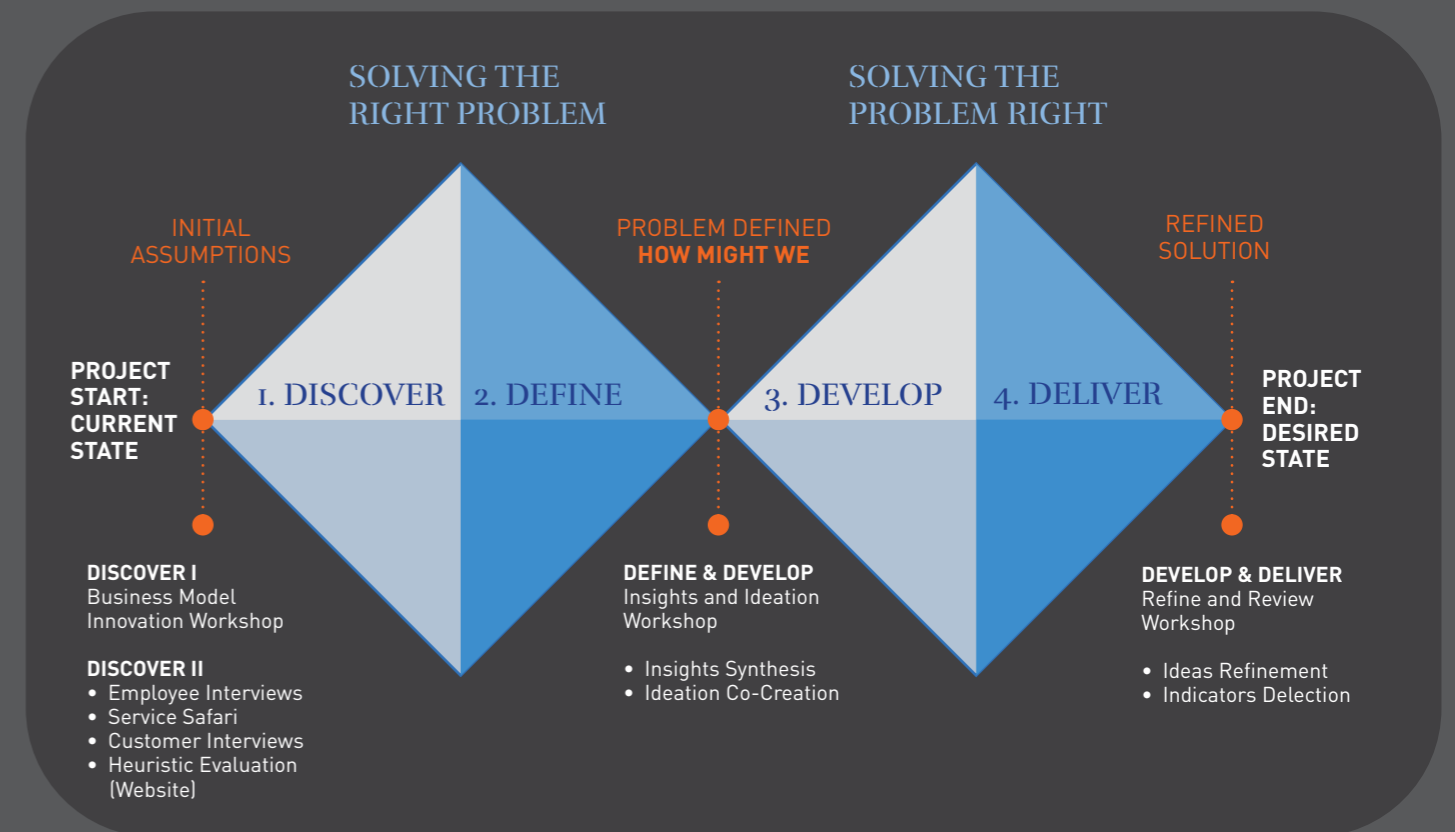 SOLVING THE
RIGHT PROBLEM
SOLVING THE
PROBLEM RIGHT
INITIAL
ASSUMPTIONS
PROBLEM DEFINED
HOW MIGHT WE
REFINED
SOLUTION
PROJECT
START:
CURRENT
STATE
1. DISCOVER
2. DEFINE
3. DEVELOP
4. DELIVER
PROJECT
END:
DESIRED
STATE
DISCOVER I
Business Model
Innovation Workshop
DISCOVER II
• Employee Interviews
• Service Safari
• Customer Interviews
• Heuristic Evaluation
(Website)
DEFINE & DEVELOP
Insights and Ideation
Workshop
• Insights Synthesis
• Ideation Co-Creation
DEVELOP & DELIVER
Refine and Review
Workshop
• Ideas Refinement
• Indicators Delection